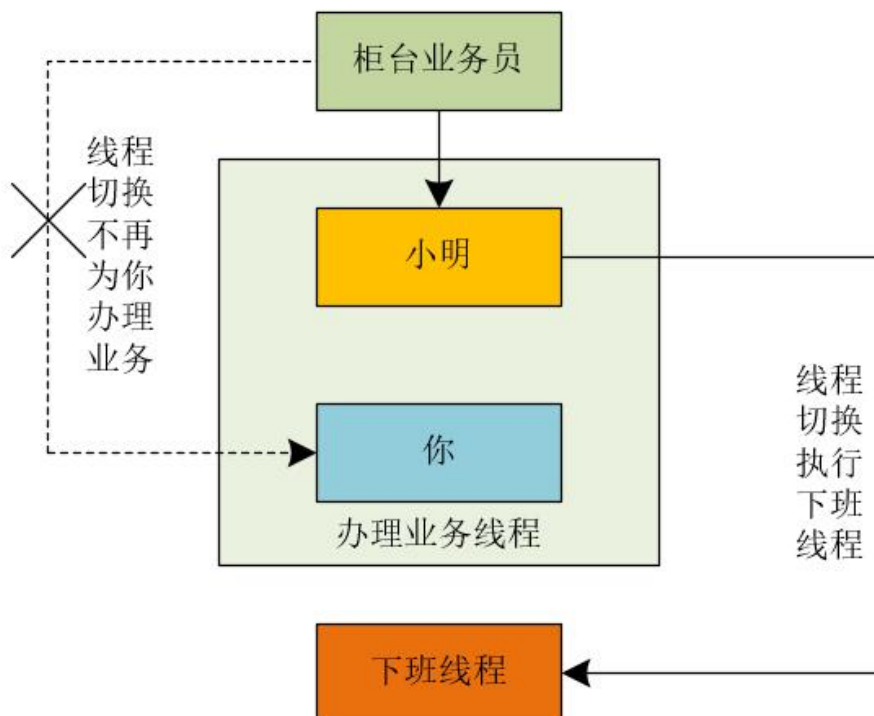 柜台业务员
线程
切换
不再
为你
办理
业务
小明
线程
切换
执行
下班
线程
你
办理业务线程
下班线程